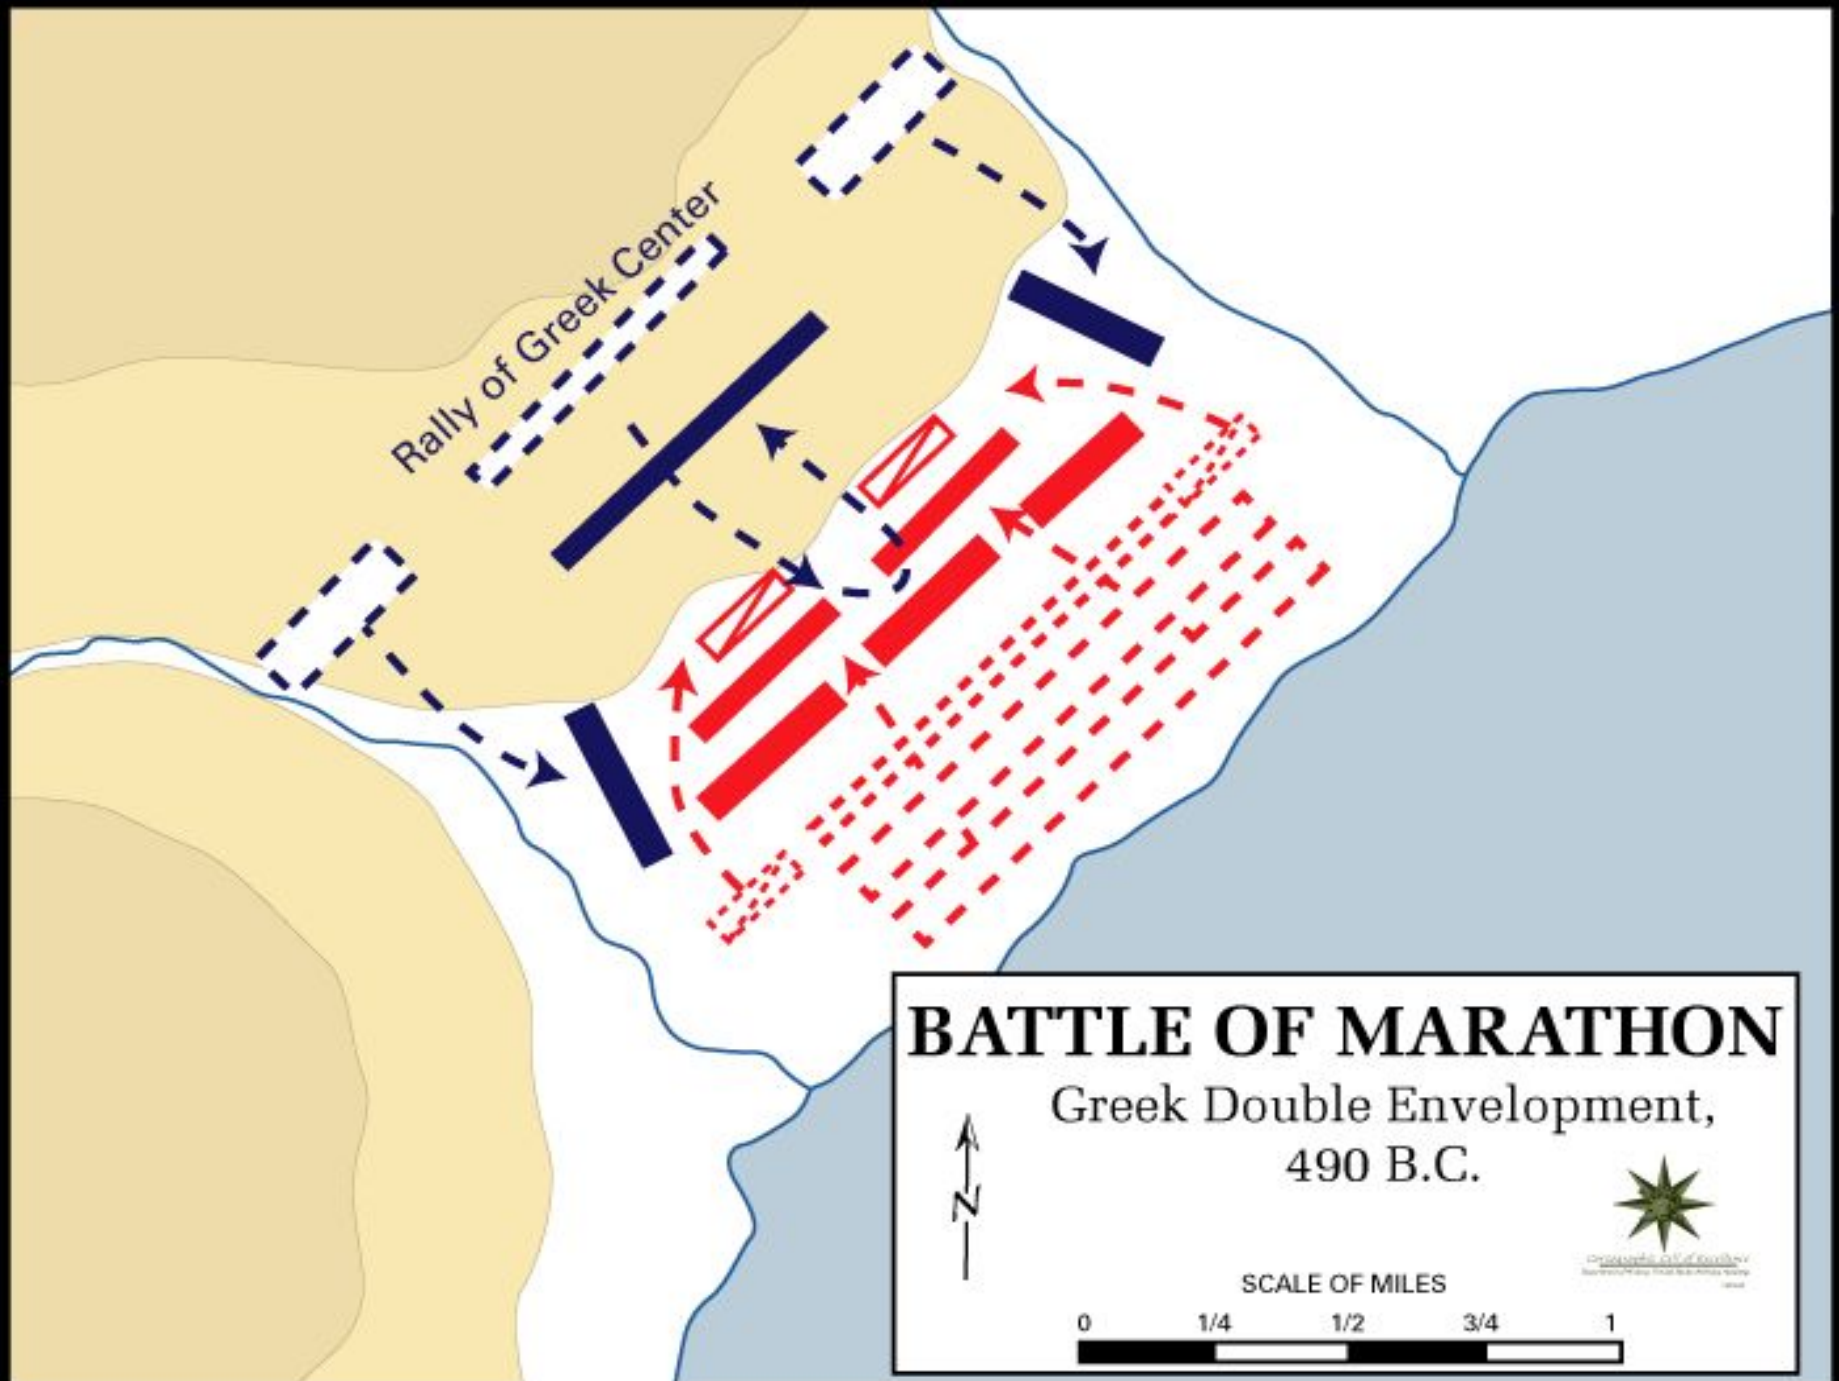 Rally of Greek Center
BATTLE OF MARATHON
Greek Double Envelopment,
490 B.C.
N
SCALE OF MILES
0 1/4 1/2 3/4 1